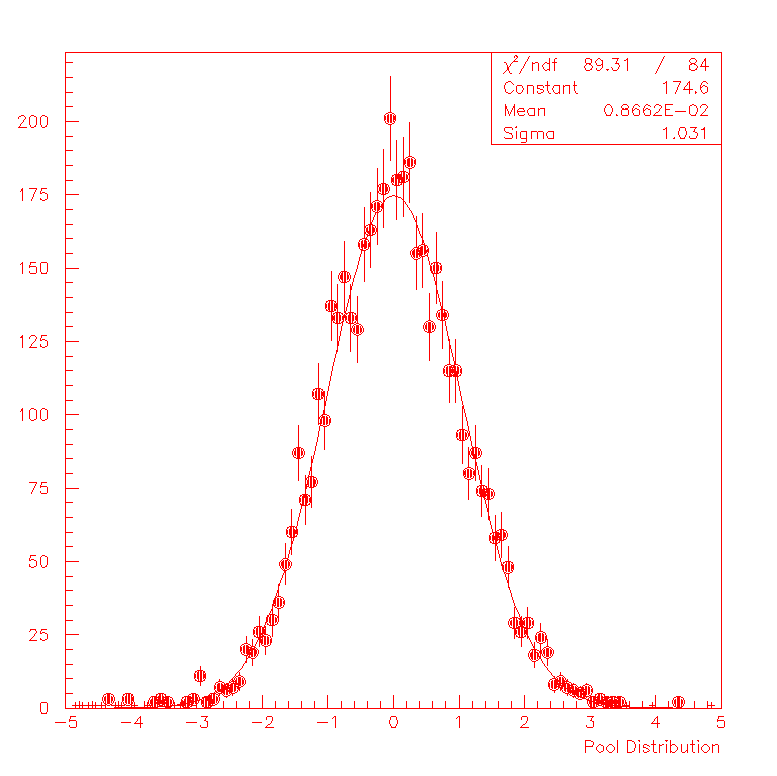 χ²/ndf 89.31 / 84
Constant 174.6
Mean 0.8662E-02
Sigma 1.031
200
175
150
125
100
75
50
25
0
-5 -4 -3 -2 -1 0 1 2 3 4 5
Pool Distribution